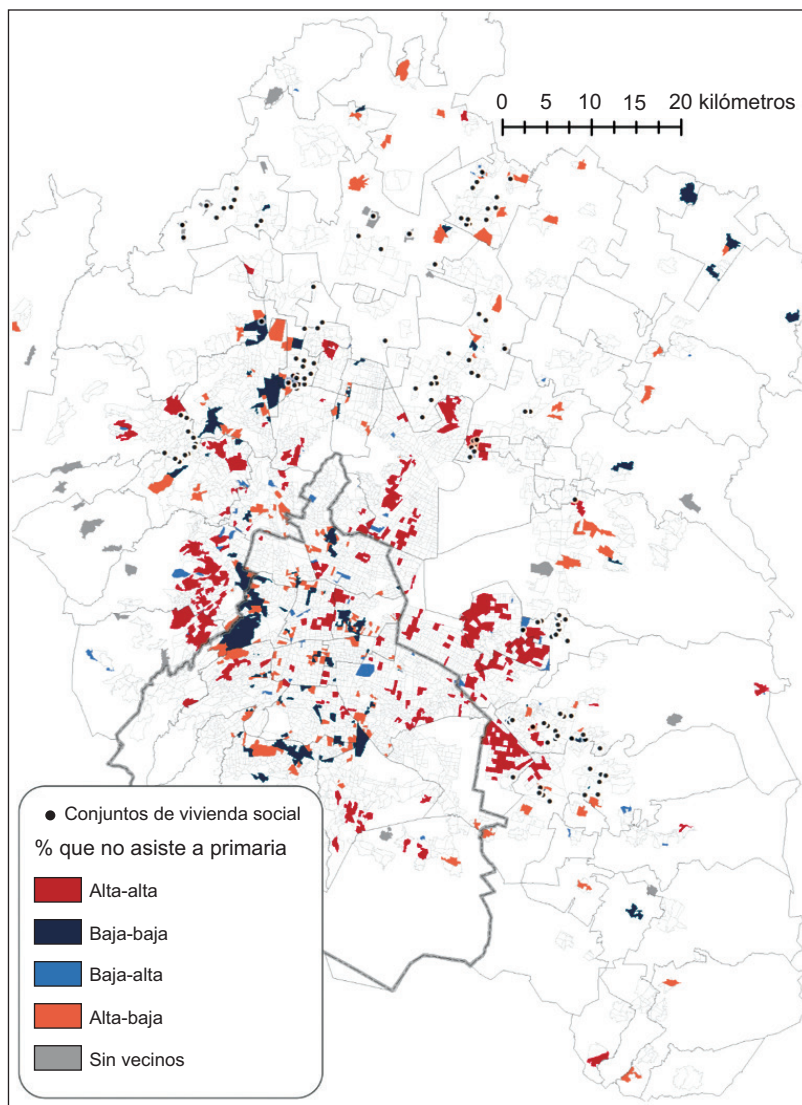 0 5 10 15 20 kilómetros
Conjuntos de vivienda social
% que no asiste a primaria
Alta-alta
Baja-baja
Baja-alta
Alta-baja
Sin vecinos